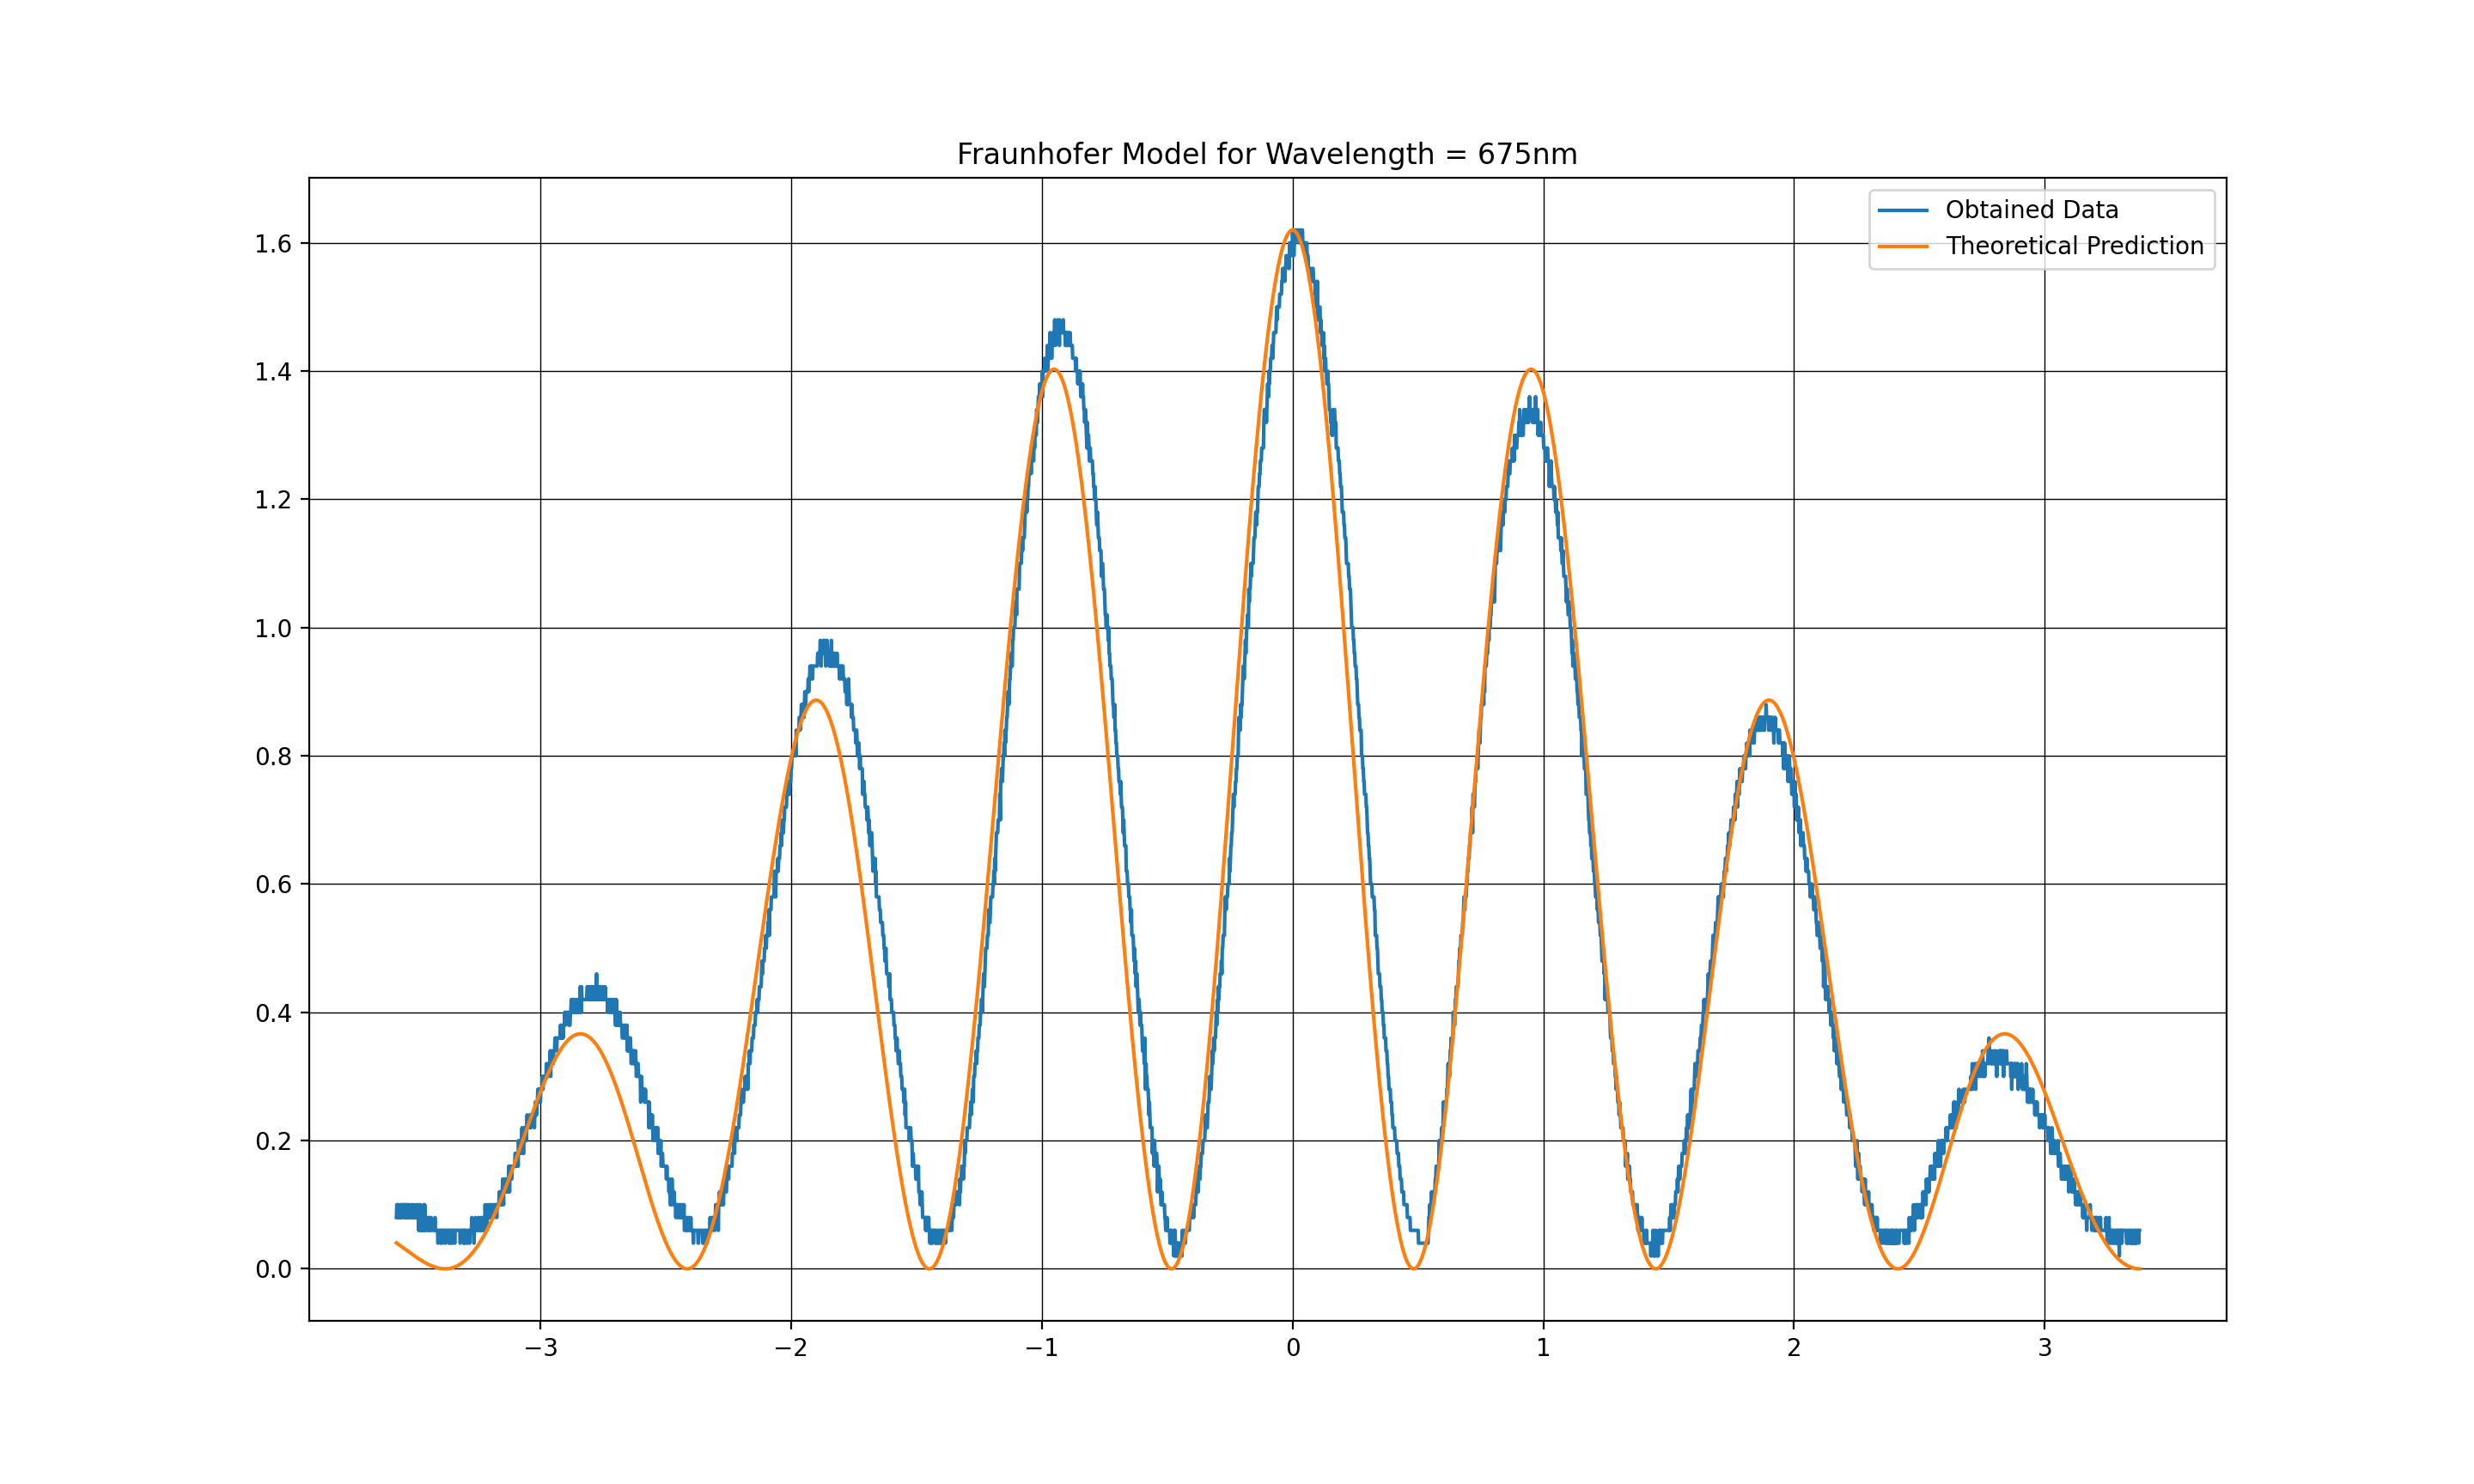 Fraunhofer Model for Wavelength = 675nm
Obtained Data
Theoretical Prediction
1.6
1.4
1.2
1.0
0.8
0.6
0.4
0.2
0.0
−3 −2 −1 0 1 2 3